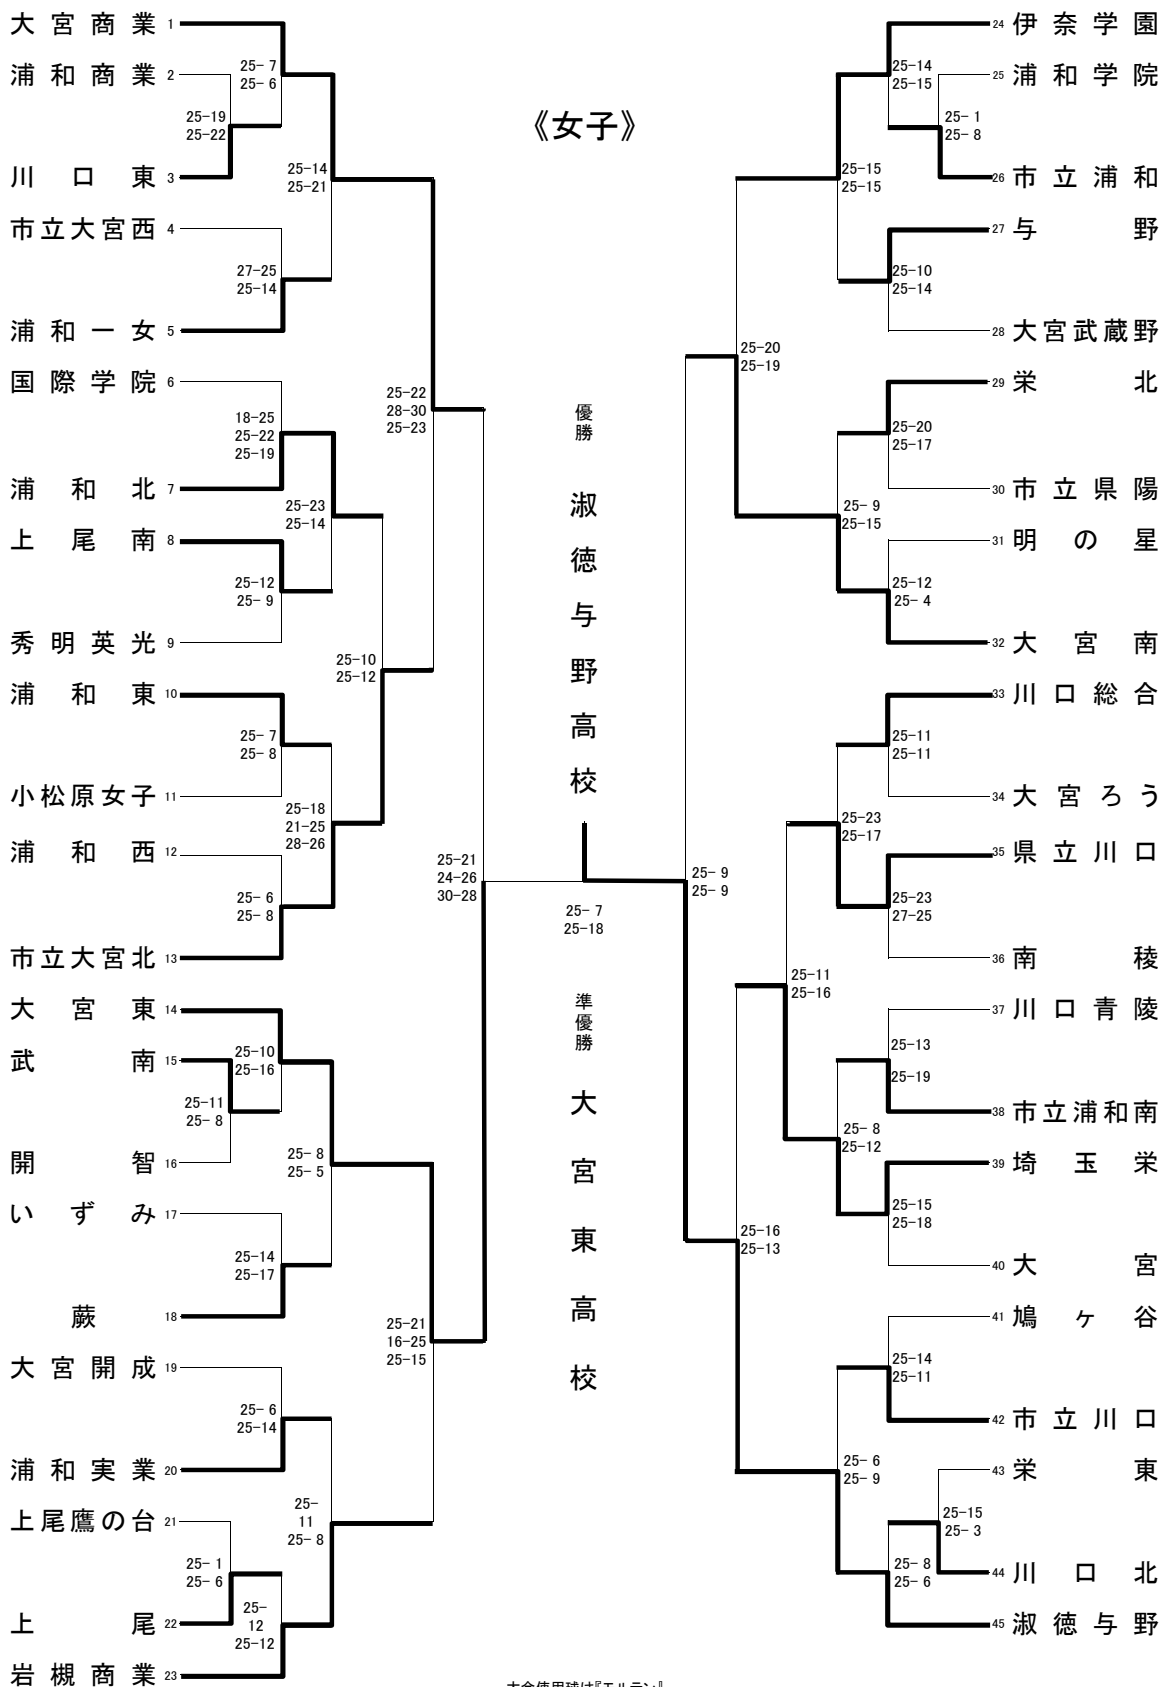 《女子》
大宮商業 1
浦和商業 2
川口東 3
市立大宮西 4
浦和一女 5
国際学院 6
浦和北 7
上尾南 8
秀明英光 9
浦和東 10
小松原女子 11
浦和西 12
市立大宮北 13
大宮東 14
武南 15
開智 16
いずみ 17
蕨 18
大宮開成 19
浦和実業 20
上尾鷹の台 21
上尾 22
岩槻商業 23
25- 7
25- 6
25-19
25-22
25-14
25-21
27-25
25-14
25-22
28-30
25-23
18-25
25-22
25-19
25-23
25-14
25-12
25- 9
25-10
25-12
25- 7
25- 8
25-18
21-25
28-26
25- 6
25- 8
25-21
24-26
30-28
25-10
25-16
25-11
25- 8
25- 8
25- 5
25-14
25-17
25-21
16-25
25-15
25- 6
25-14
25-
11
25- 8
25- 1
25- 6
25-
12
25-12
優勝
淑徳与野高校
25- 7
25-18
準優勝
大宮東高校
24 伊奈学園
25 浦和学院
26 市立浦和
27 与野
28 大宮武蔵野
29 栄北
30 市立県陽
31 明の星
32 大宮南
33 川口総合
34 大宮ろう
35 県立川口
36 南稜
37 川口青陵
38 市立浦和南
39 埼玉栄
40 大宮
41 鳩ヶ谷
42 市立川口
43 栄東
44 川口北
45 淑徳与野
25-14
25-15
25- 1
25- 8
25-15
25-15
25-10
25-14
25-20
25-19
25-20
25-17
25- 9
25-15
25-12
25- 4
25-11
25-11
25-23
25-17
25- 9
25- 9
25-23
27-25
25-11
25-16
25-13
25-19
25- 8
25-12
25-15
25-18
25-16
25-13
25-14
25-11
25- 6
25- 9
25-15
25- 3
25- 8
25- 6